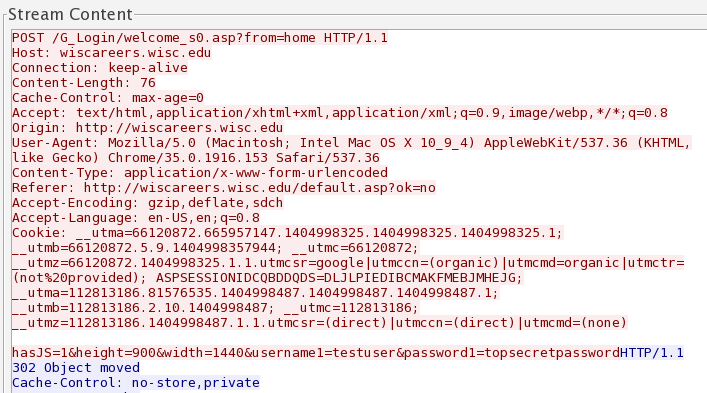 Stream Content
POST /G_Login/welcome_s0.asp?from=home HTTP/1.1
Host: wiscareers.wisc.edu
Connection: keep-alive
Content-Length: 76
Cache-Control: max-age=0
Accept: text/html,application/xhtml+xml,application/xml;q=0.9,image/webp,*/*;q=0.8
Origin: http://wiscareers.wisc.edu
User-Agent: Mozilla/5.0 (Macintosh; Intel Mac OS X 10_9_4) AppleWebKit/537.36 (KHTML,
like Gecko) Chrome/35.0.1916.153 Safari/537.36
Content-Type: application/x-www-form-urlencoded
Referer: http://wiscareers.wisc.edu/default.asp?ok=no
Accept-Encoding: gzip,deflate,sdch
Accept-Language: en-US,en;q=0.8
Cookie: __utma=66120872.665957147.1404998325.1404998325.1404998325.1;
__utmb=66120872.5.9.1404998357944; __utmc=66120872;
__utmz=66120872.1404998325.1.1.utmcsr=google|utmccn=(organic)|utmcmd=organic|utmctr=
(not%20provided); ASPSESSIONIDCQBDDQDS=DLJLPIEDIBCMAKFMEBJMHEJG;
__utma=112813186.81576535.1404998487.1404998487.1404998487.1;
__utmb=112813186.2.10.1404998487; __utmc=112813186;
__utmz=112813186.1404998487.1.1.utmcsr=(direct)|utmccn=(direct)|utmcmd=(none)
hasJS=1&height=900&width=1440&username1=testuser&password1=topsecretpasswordHTTP/1.1
302 Object moved
Cache-Control: no-store,private